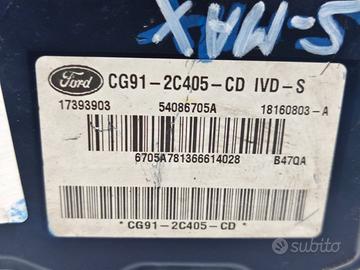 S-MAX
Ford
CG91-2C405-CD IVD-S
17393903 54086705A 18160803-A
6705A781366614028 B47QA
* CG91-2C405-CD *
subito